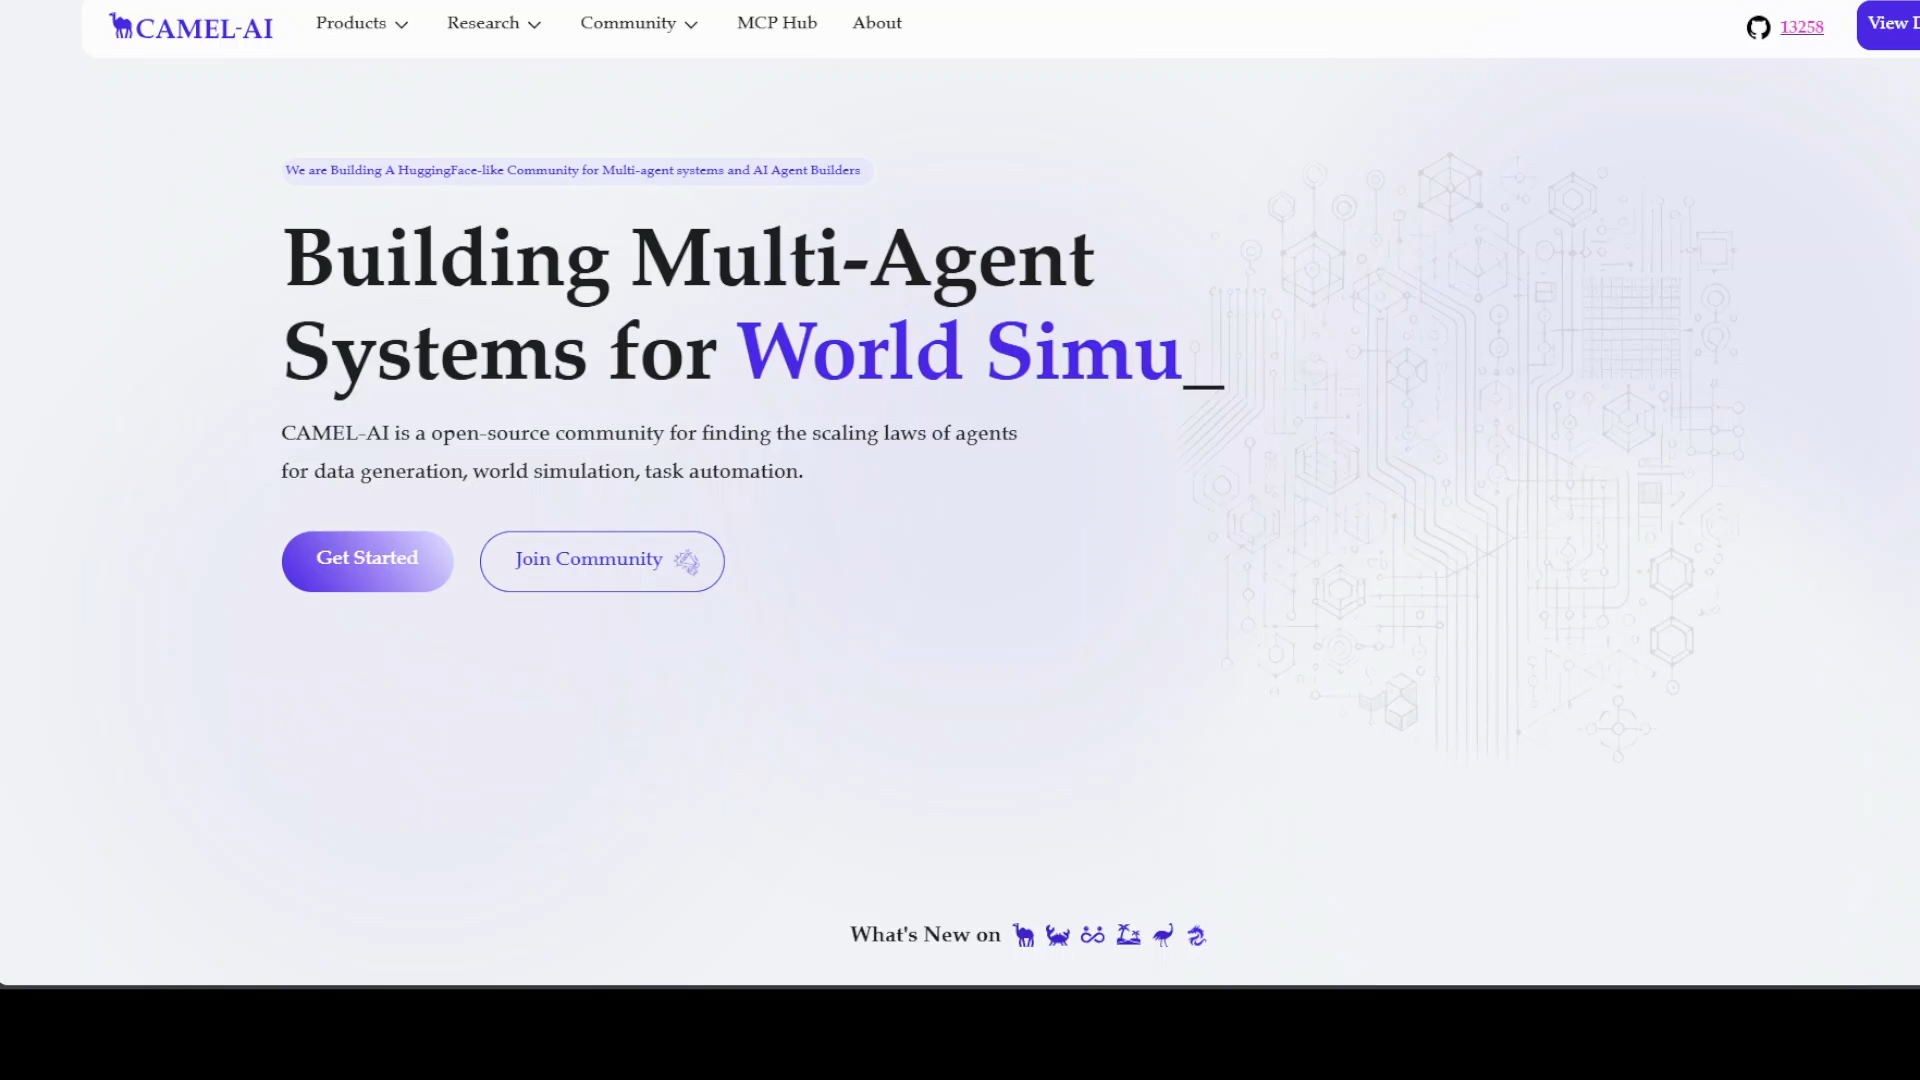 CAMEL-AI Products Research Community MCP Hub About 13258 View
We are Building A HuggingFace-like Community for Multi-agent systems and AI Agent Builders
Building Multi-Agent
Systems for World Simu_
CAMEL-AI is a open-source community for finding the scaling laws of agents
for data generation, world simulation, task automation.
Get Started Join Community
What's New on